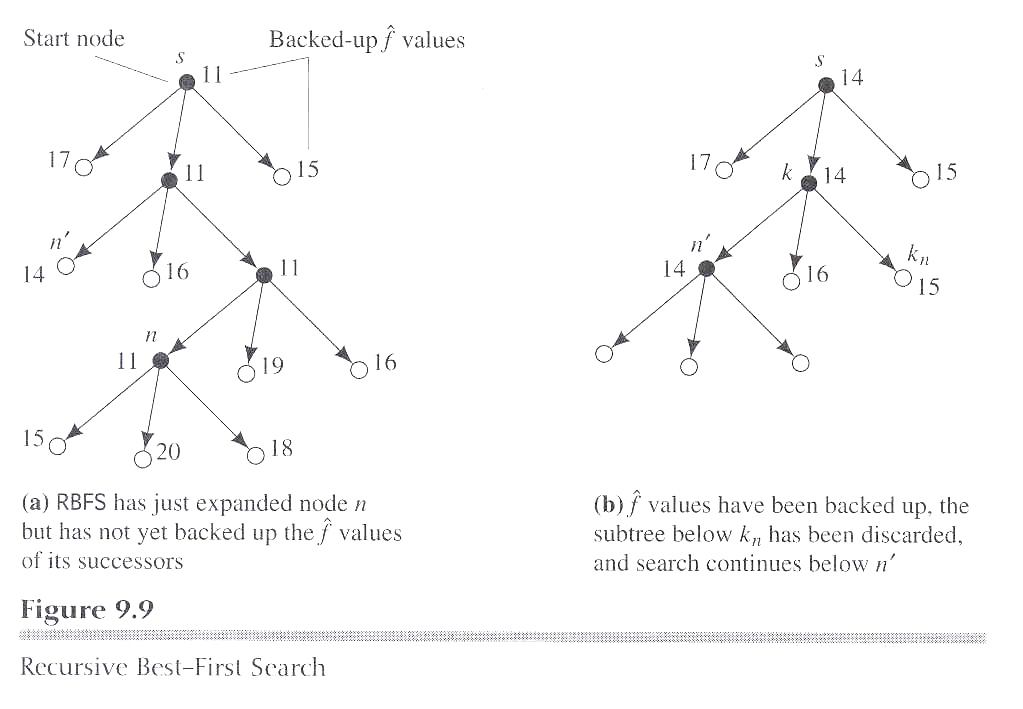 Start node
Backed-up f̂ values
s
11
17
11
15
n′
14
16
11
n
11
19
16
15
20
18
(a) RBFS has just expanded node n
but has not yet backed up the f̂ values
of its successors
s
14
17
k
14
15
n′
14
16
kₙ
15
(b) f̂ values have been backed up, the
subtree below kₙ has been discarded,
and search continues below n′
Figure 9.9
Recursive Best–First Search